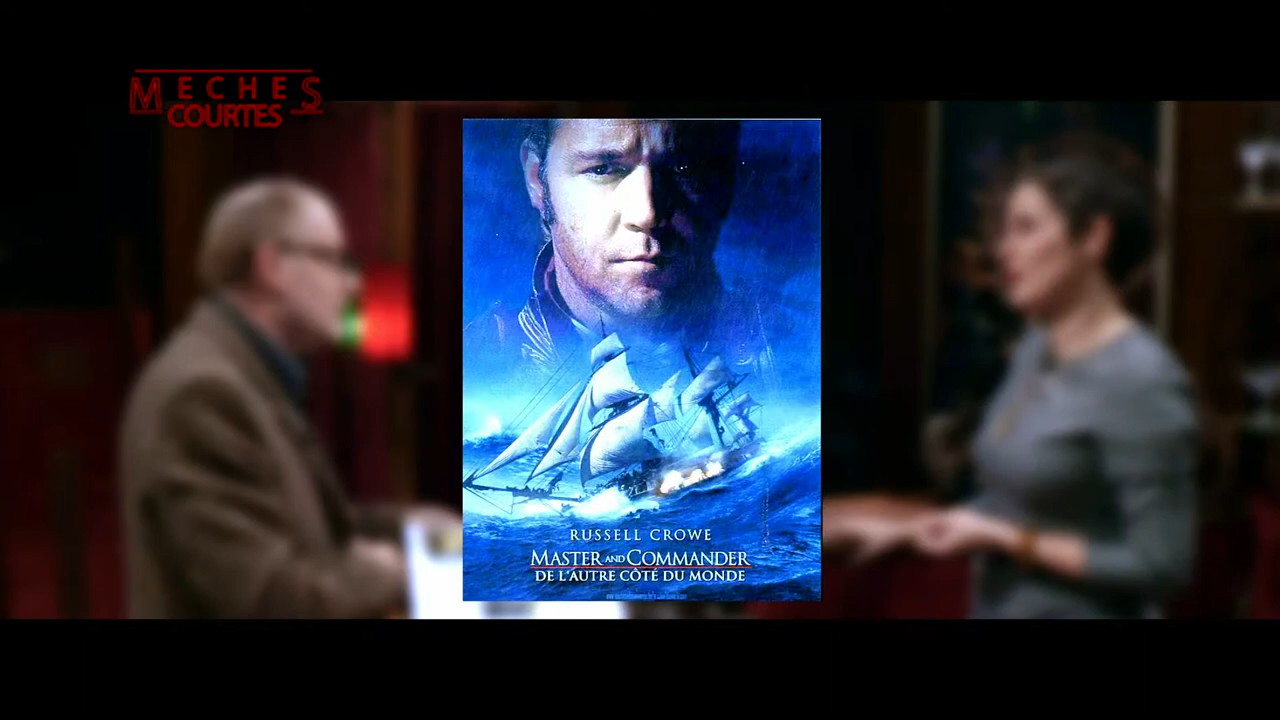 MECHES
COURTES
RUSSELL CROWE
MASTER AND COMMANDER
DE L'AUTRE CÔTÉ DU MONDE